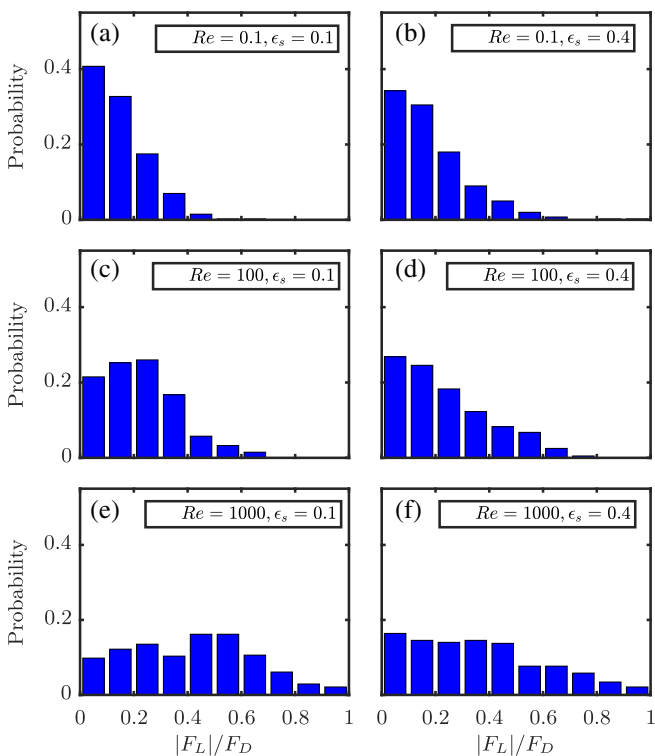 (a) Re = 0.1, ϵs = 0.1
(b) Re = 0.1, ϵs = 0.4
Probability
0.4
0.2
0
(c) Re = 100, ϵs = 0.1
(d) Re = 100, ϵs = 0.4
Probability
0.4
0.2
0
(e) Re = 1000, ϵs = 0.1
(f) Re = 1000, ϵs = 0.4
Probability
0.4
0.2
0
0 0.2 0.4 0.6 0.8 1
0 0.2 0.4 0.6 0.8 1
|FL|/FD
|FL|/FD